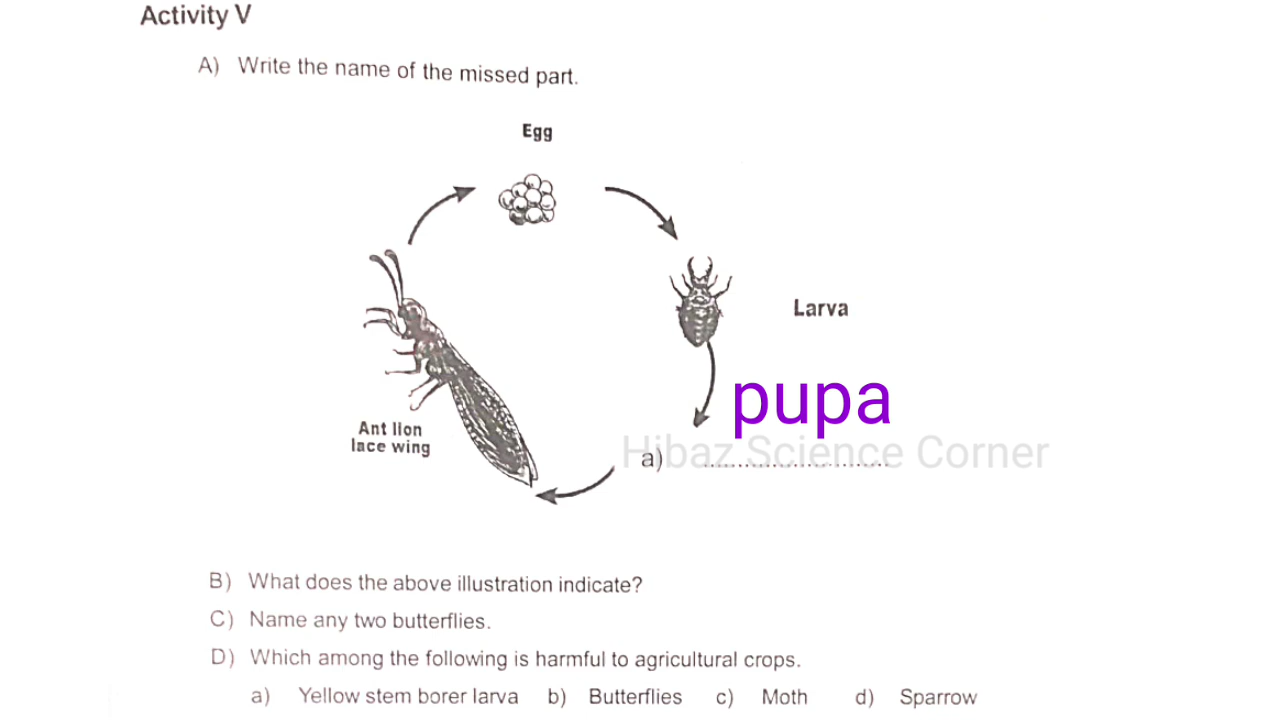 Activity V
A) Write the name of the missed part.
Egg
Larva
pupa
Ant lion
lace wing
a) ........................
Hibaz Science Corner
B) What does the above illustration indicate?
C) Name any two butterflies.
D) Which among the following is harmful to agricultural crops.
a) Yellow stem borer larva b) Butterflies c) Moth d) Sparrow